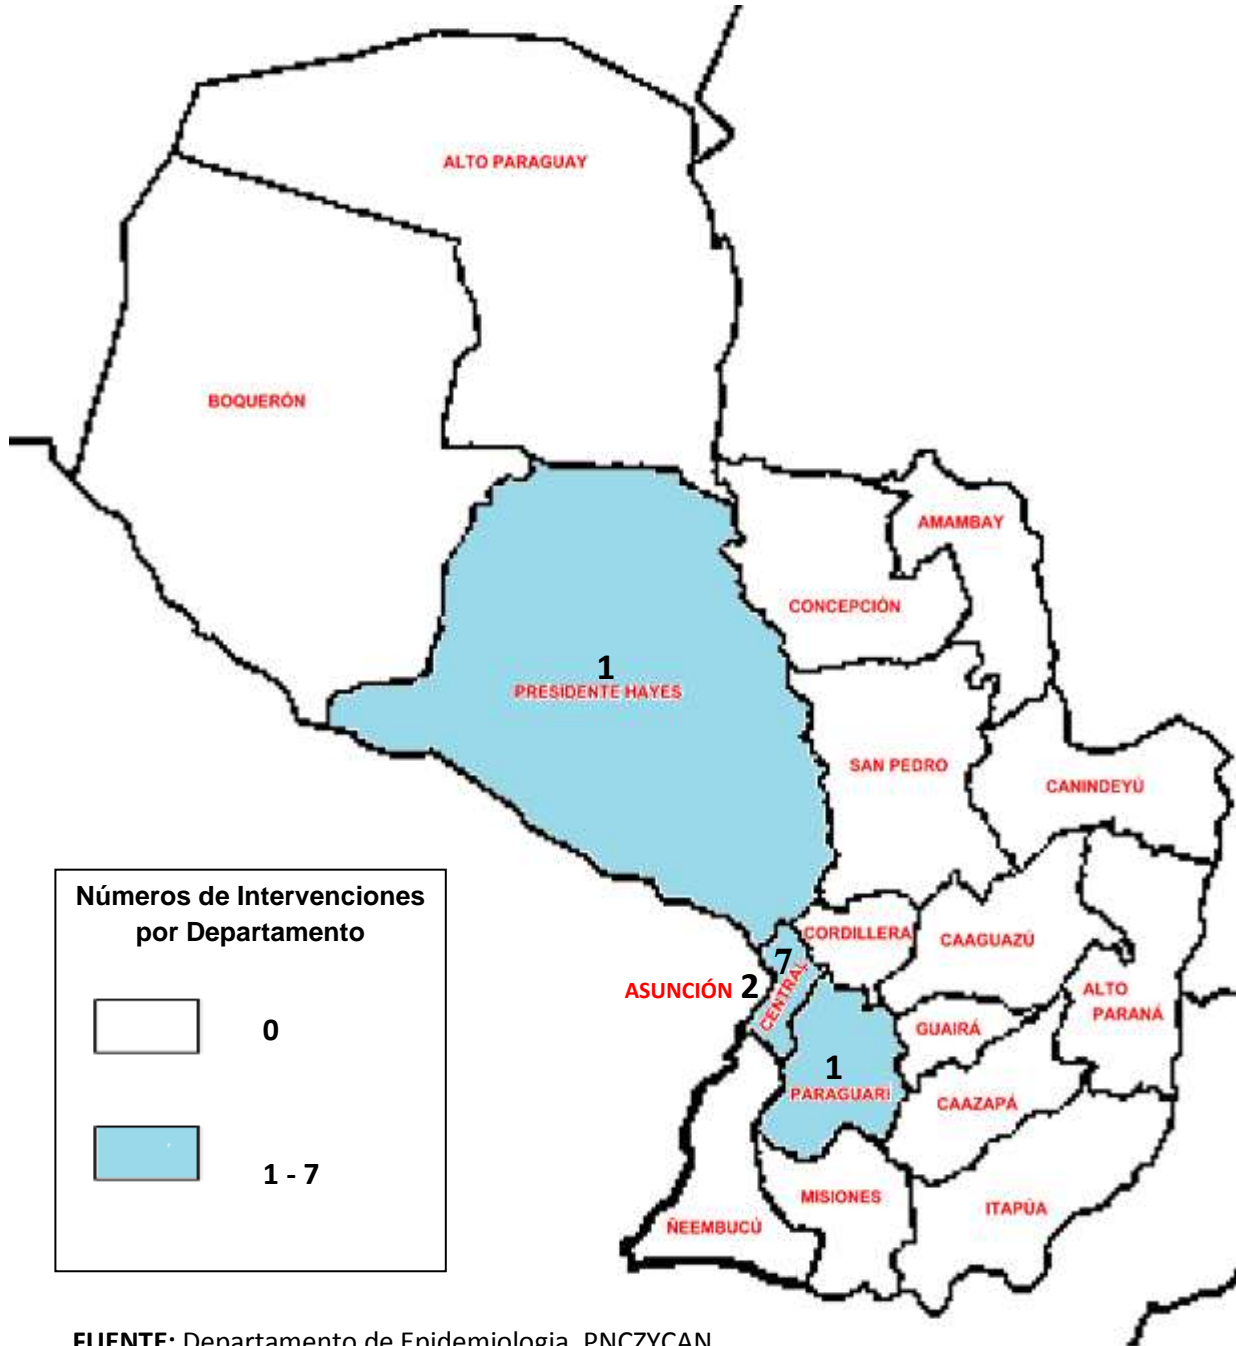 ALTO PARAGUAY
BOQUERÓN
AMAMBAY
CONCEPCIÓN
1
PRESIDENTE HAYES
SAN PEDRO
CANINDEYÚ
Números de Intervenciones
por Departamento
0
1 - 7
CORDILLERA
CAAGUAZÚ
7
CENTRAL
ASUNCIÓN 2
ALTO
PARANÁ
GUAIRÁ
1
PARAGUARÍ
CAAZAPÁ
MISIONES
ITAPÚA
ÑEEMBUCÚ
FUENTE: Departamento de Epidemiologia, PNCZYCAN